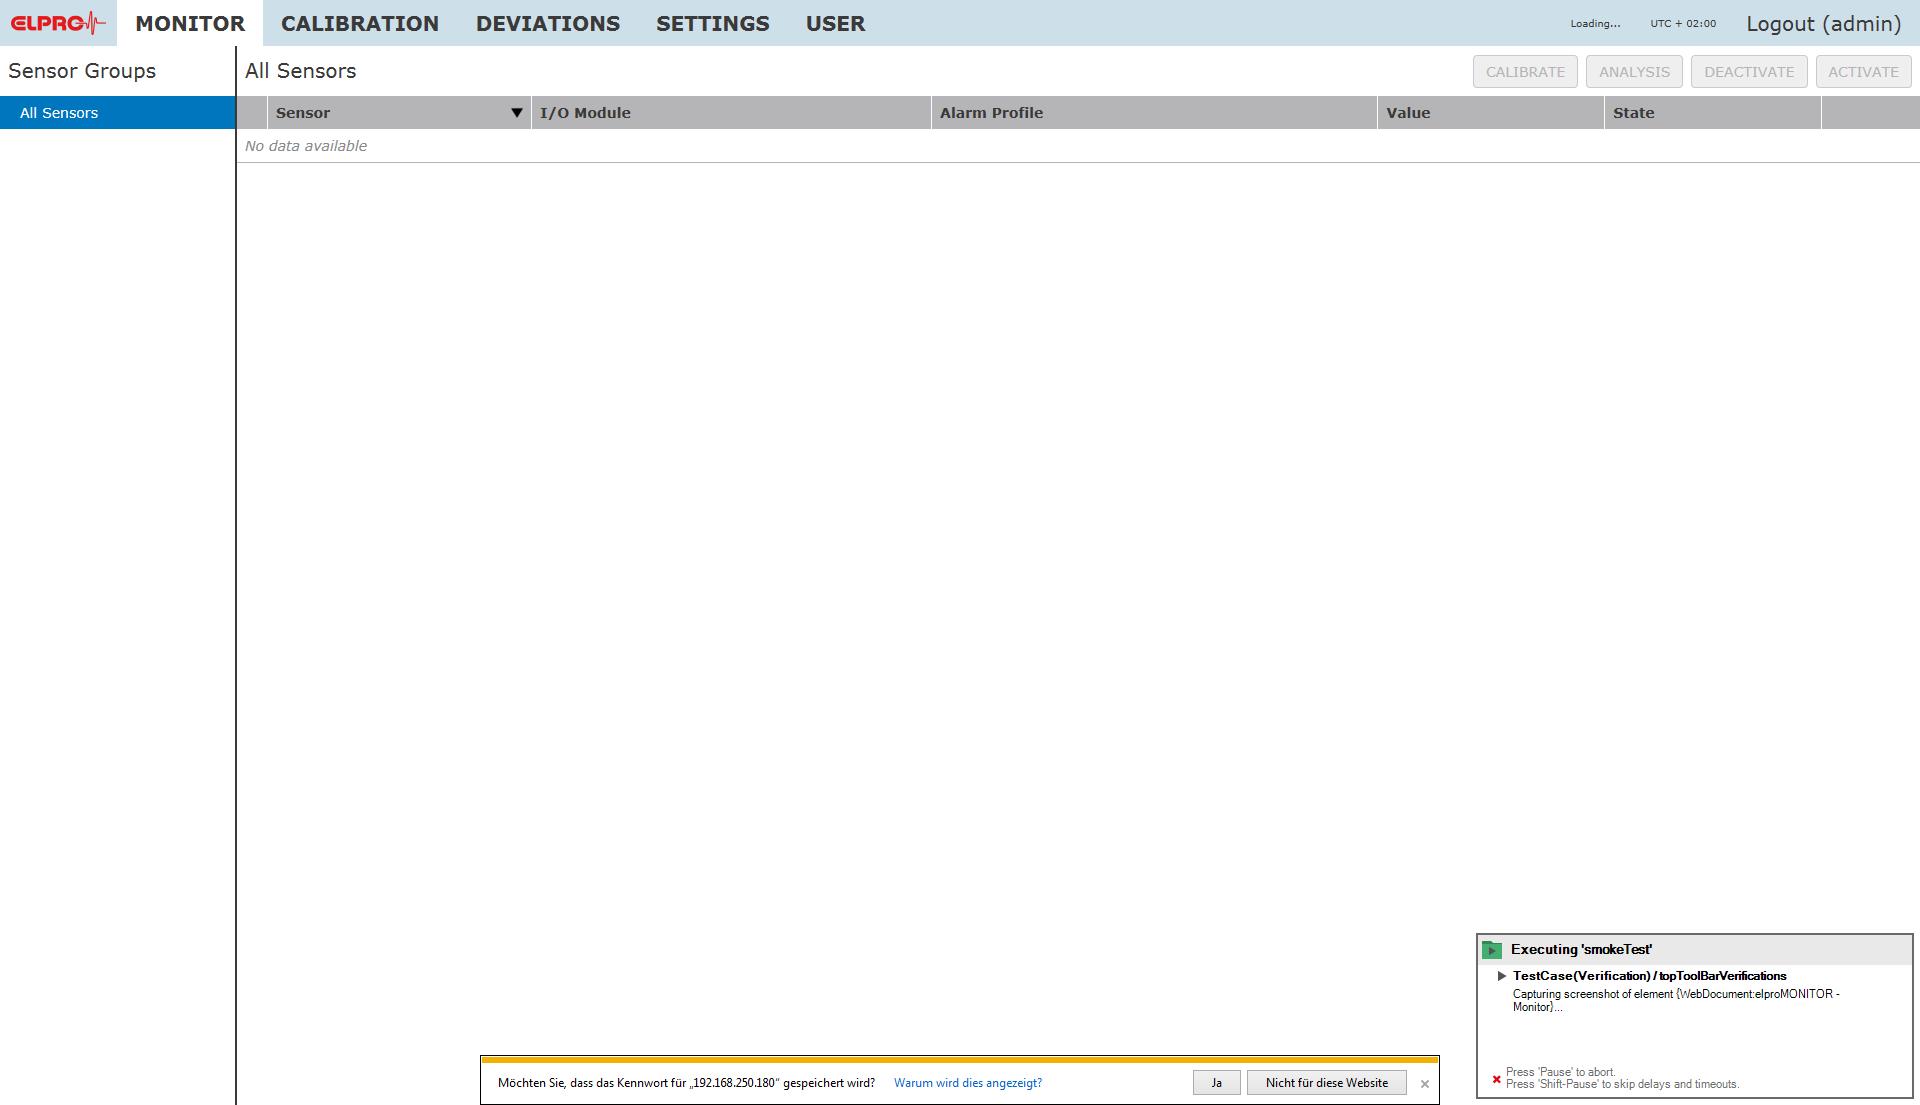 ELPRO MONITOR CALIBRATION DEVIATIONS SETTINGS USER Loading... UTC + 02:00 Logout (admin)
Sensor Groups
All Sensors
All Sensors CALIBRATE ANALYSIS DEACTIVATE ACTIVATE
Sensor I/O Module Alarm Profile Value State
No data available
Executing 'smokeTest'
TestCase(Verification) / topToolBarVerifications
Capturing screenshot of element {WebDocument:elproMONITOR -
Monitor}...
Press 'Pause' to abort.
Press 'Shift-Pause' to skip delays and timeouts.
Möchten Sie, dass das Kennwort für „192.168.250.180“ gespeichert wird? Warum wird dies angezeigt? Ja Nicht für diese Website ×